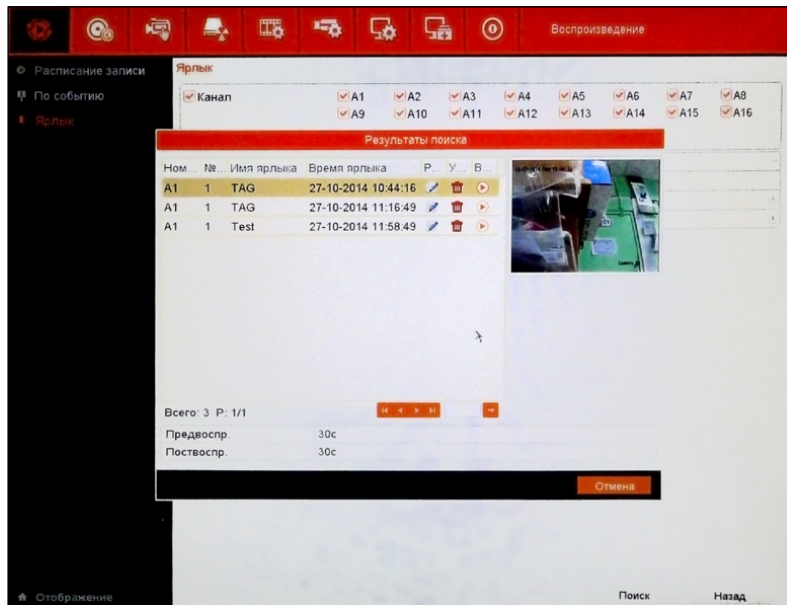 Воспроизведение
Расписание записи
По событию
Ярлык
Ярлык
Канал A1 A2 A3 A4 A5 A6 A7 A8
A9 A10 A11 A12 A13 A14 A15 A16
Результаты поиска
Ном... №... Имя ярлыка Время ярлыка Р... У... В...
A1 1 TAG 27-10-2014 10:44:16
A1 1 TAG 27-10-2014 11:16:49
A1 1 Test 27-10-2014 11:58:49
Всего: 3 P: 1/1
Предвоспр. 30с
Поствоспр. 30с
Отмена
Отображение
Поиск Назад